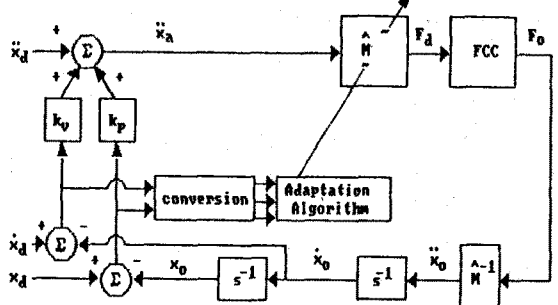 ẍd + Σ ẍa M̂ Fd FCC Fo
+ +
kv kp
conversion Adaptation Algorithm
ẋd + Σ -
xd + Σ - xo s⁻¹ ẋo s⁻¹ ẍo M̂⁻¹